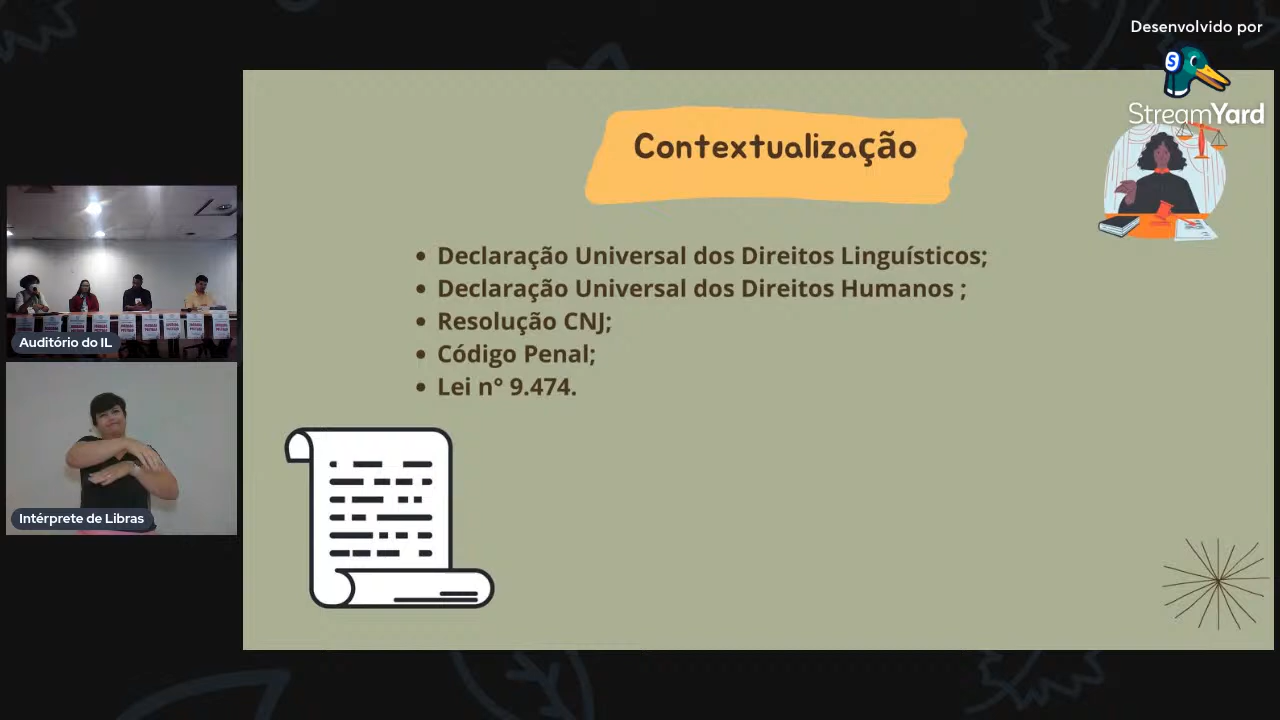 Desenvolvido por
StreamYard
Contextualização
• Declaração Universal dos Direitos Linguísticos;
• Declaração Universal dos Direitos Humanos ;
• Resolução CNJ;
• Código Penal;
• Lei n° 9.474.
Auditório do IL
Intérprete de Libras